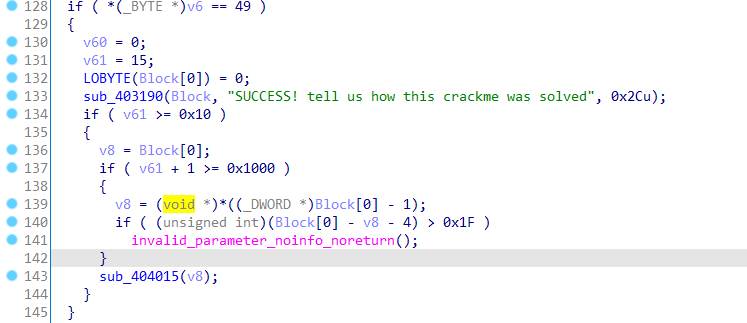 128 if ( *(_BYTE *)v6 == 49 )
129 {
130 v60 = 0;
131 v61 = 15;
132 LOBYTE(Block[0]) = 0;
133 sub_403190(Block, "SUCCESS! tell us how this crackme was solved", 0x2Cu);
134 if ( v61 >= 0x10 )
135 {
136 v8 = Block[0];
137 if ( v61 + 1 >= 0x1000 )
138 {
139 v8 = (void *)*((_DWORD *)Block[0] - 1);
140 if ( (unsigned int)(Block[0] - v8 - 4) > 0x1F )
141 invalid_parameter_noinfo_noreturn();
142 }
143 sub_404015(v8);
144 }
145 }